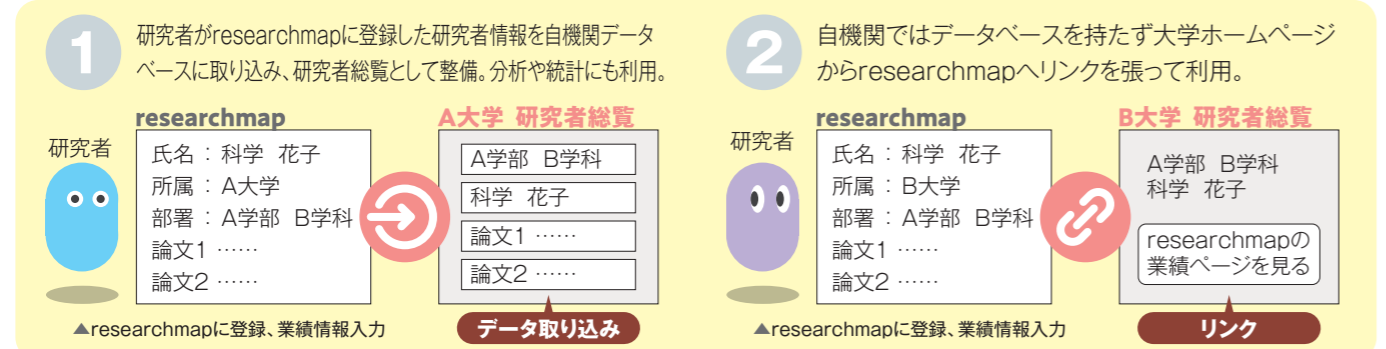 1
研究者がresearchmapに登録した研究者情報を自機関データ
ベースに取り込み、研究者総覧として整備。分析や統計にも利用。
研究者
researchmap
氏名：科学 花子
所属：A大学
部署：A学部 B学科
論文1 ……
論文2 ……
▲researchmapに登録、業績情報入力
A大学 研究者総覧
A学部 B学科
科学 花子
論文1 ……
論文2 ……
データ取り込み
2
自機関ではデータベースを持たず大学ホームページ
からresearchmapへリンクを張って利用。
研究者
researchmap
氏名：科学 花子
所属：B大学
部署：A学部 B学科
論文1 ……
論文2 ……
▲researchmapに登録、業績情報入力
B大学 研究者総覧
A学部 B学科
科学 花子
researchmapの
業績ページを見る
リンク